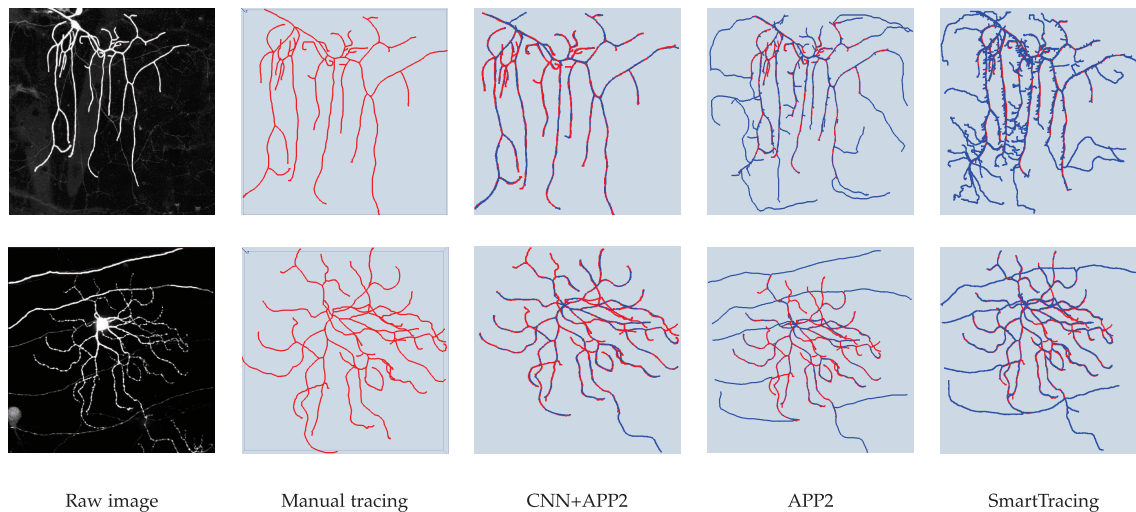 Raw image
Manual tracing
CNN+APP2
APP2
SmartTracing